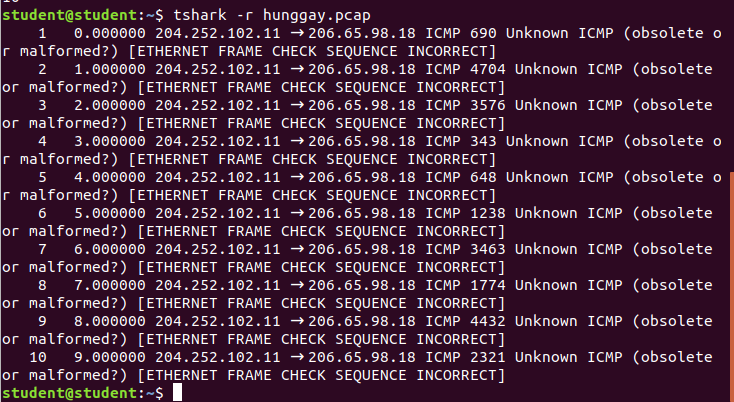 student@student:~$ tshark -r hunggay.pcap
    1   0.000000 204.252.102.11 → 206.65.98.18 ICMP 690 Unknown ICMP (obsolete o
r malformed?) [ETHERNET FRAME CHECK SEQUENCE INCORRECT]
    2   1.000000 204.252.102.11 → 206.65.98.18 ICMP 4704 Unknown ICMP (obsolete 
or malformed?) [ETHERNET FRAME CHECK SEQUENCE INCORRECT]
    3   2.000000 204.252.102.11 → 206.65.98.18 ICMP 3576 Unknown ICMP (obsolete 
or malformed?) [ETHERNET FRAME CHECK SEQUENCE INCORRECT]
    4   3.000000 204.252.102.11 → 206.65.98.18 ICMP 343 Unknown ICMP (obsolete o
r malformed?) [ETHERNET FRAME CHECK SEQUENCE INCORRECT]
    5   4.000000 204.252.102.11 → 206.65.98.18 ICMP 648 Unknown ICMP (obsolete o
r malformed?) [ETHERNET FRAME CHECK SEQUENCE INCORRECT]
    6   5.000000 204.252.102.11 → 206.65.98.18 ICMP 1238 Unknown ICMP (obsolete 
or malformed?) [ETHERNET FRAME CHECK SEQUENCE INCORRECT]
    7   6.000000 204.252.102.11 → 206.65.98.18 ICMP 3463 Unknown ICMP (obsolete 
or malformed?) [ETHERNET FRAME CHECK SEQUENCE INCORRECT]
    8   7.000000 204.252.102.11 → 206.65.98.18 ICMP 1774 Unknown ICMP (obsolete 
or malformed?) [ETHERNET FRAME CHECK SEQUENCE INCORRECT]
    9   8.000000 204.252.102.11 → 206.65.98.18 ICMP 4432 Unknown ICMP (obsolete 
or malformed?) [ETHERNET FRAME CHECK SEQUENCE INCORRECT]
   10   9.000000 204.252.102.11 → 206.65.98.18 ICMP 2321 Unknown ICMP (obsolete 
or malformed?) [ETHERNET FRAME CHECK SEQUENCE INCORRECT]
student@student:~$